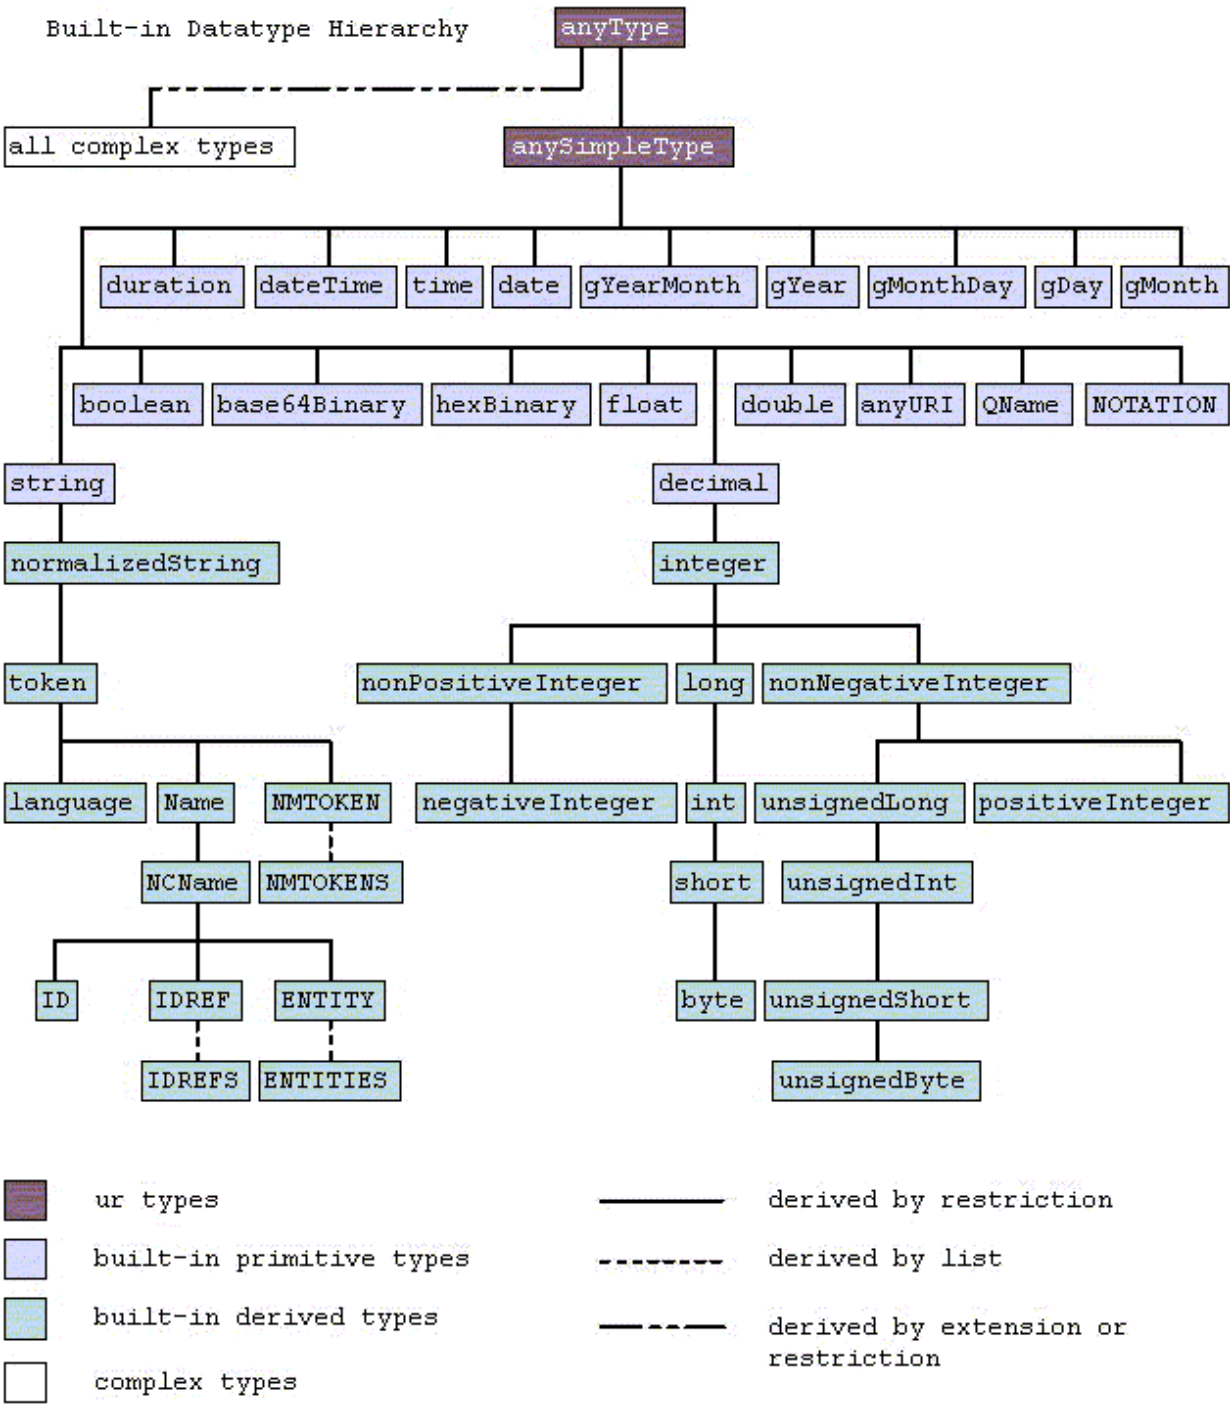 Built-in Datatype Hierarchy
anyType
all complex types
anySimpleType
duration
dateTime
time
date
gYearMonth
gYear
gMonthDay
gDay
gMonth
boolean
base64Binary
hexBinary
float
double
anyURI
QName
NOTATION
string
decimal
normalizedString
integer
token
nonPositiveInteger
long
nonNegativeInteger
language
Name
NMTOKEN
negativeInteger
int
unsignedLong
positiveInteger
NCName
NMTOKENS
short
unsignedInt
ID
IDREF
ENTITY
byte
unsignedShort
IDREFS
ENTITIES
unsignedByte
ur types
built-in primitive types
built-in derived types
complex types
derived by restriction
derived by list
derived by extension or
restriction